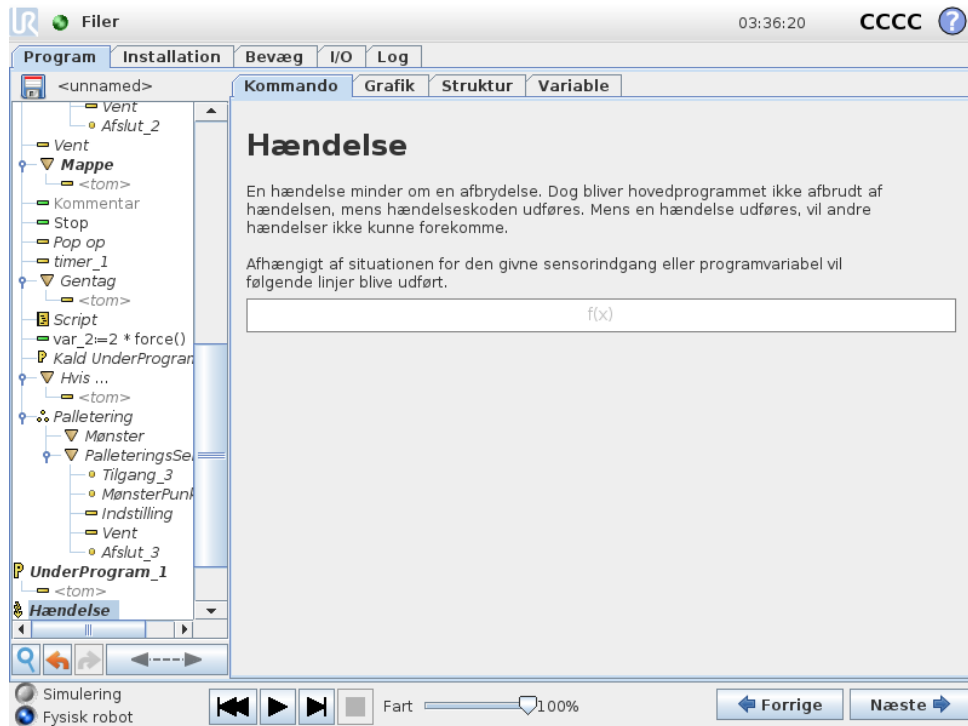 UR Filer 03:36:20 CCCC ?
Program Installation Bevæg I/O Log
<unnamed>
Kommando Grafik Struktur Variable
Vent
Afslut_2
Vent
Mappe
<tom>
Kommentar
Stop
Pop op
timer_1
Gentag
<tom>
Script
var_2:=2 * force()
Kald UnderProgran
Hvis ...
<tom>
Palletering
Mønster
PalleteringsSe
Tilgang_3
MønsterPunk
Indstilling
Vent
Afslut_3
UnderProgram_1
<tom>
Hændelse
Hændelse
En hændelse minder om en afbrydelse. Dog bliver hovedprogrammet ikke afbrudt af
hændelsen, mens hændelseskoden udføres. Mens en hændelse udføres, vil andre
hændelser ikke kunne forekomme.
Afhængigt af situationen for den givne sensorindgang eller programvariabel vil
følgende linjer blive udført.
f(x)
Simulering
Fysisk robot
Fart 100%
Forrige
Næste